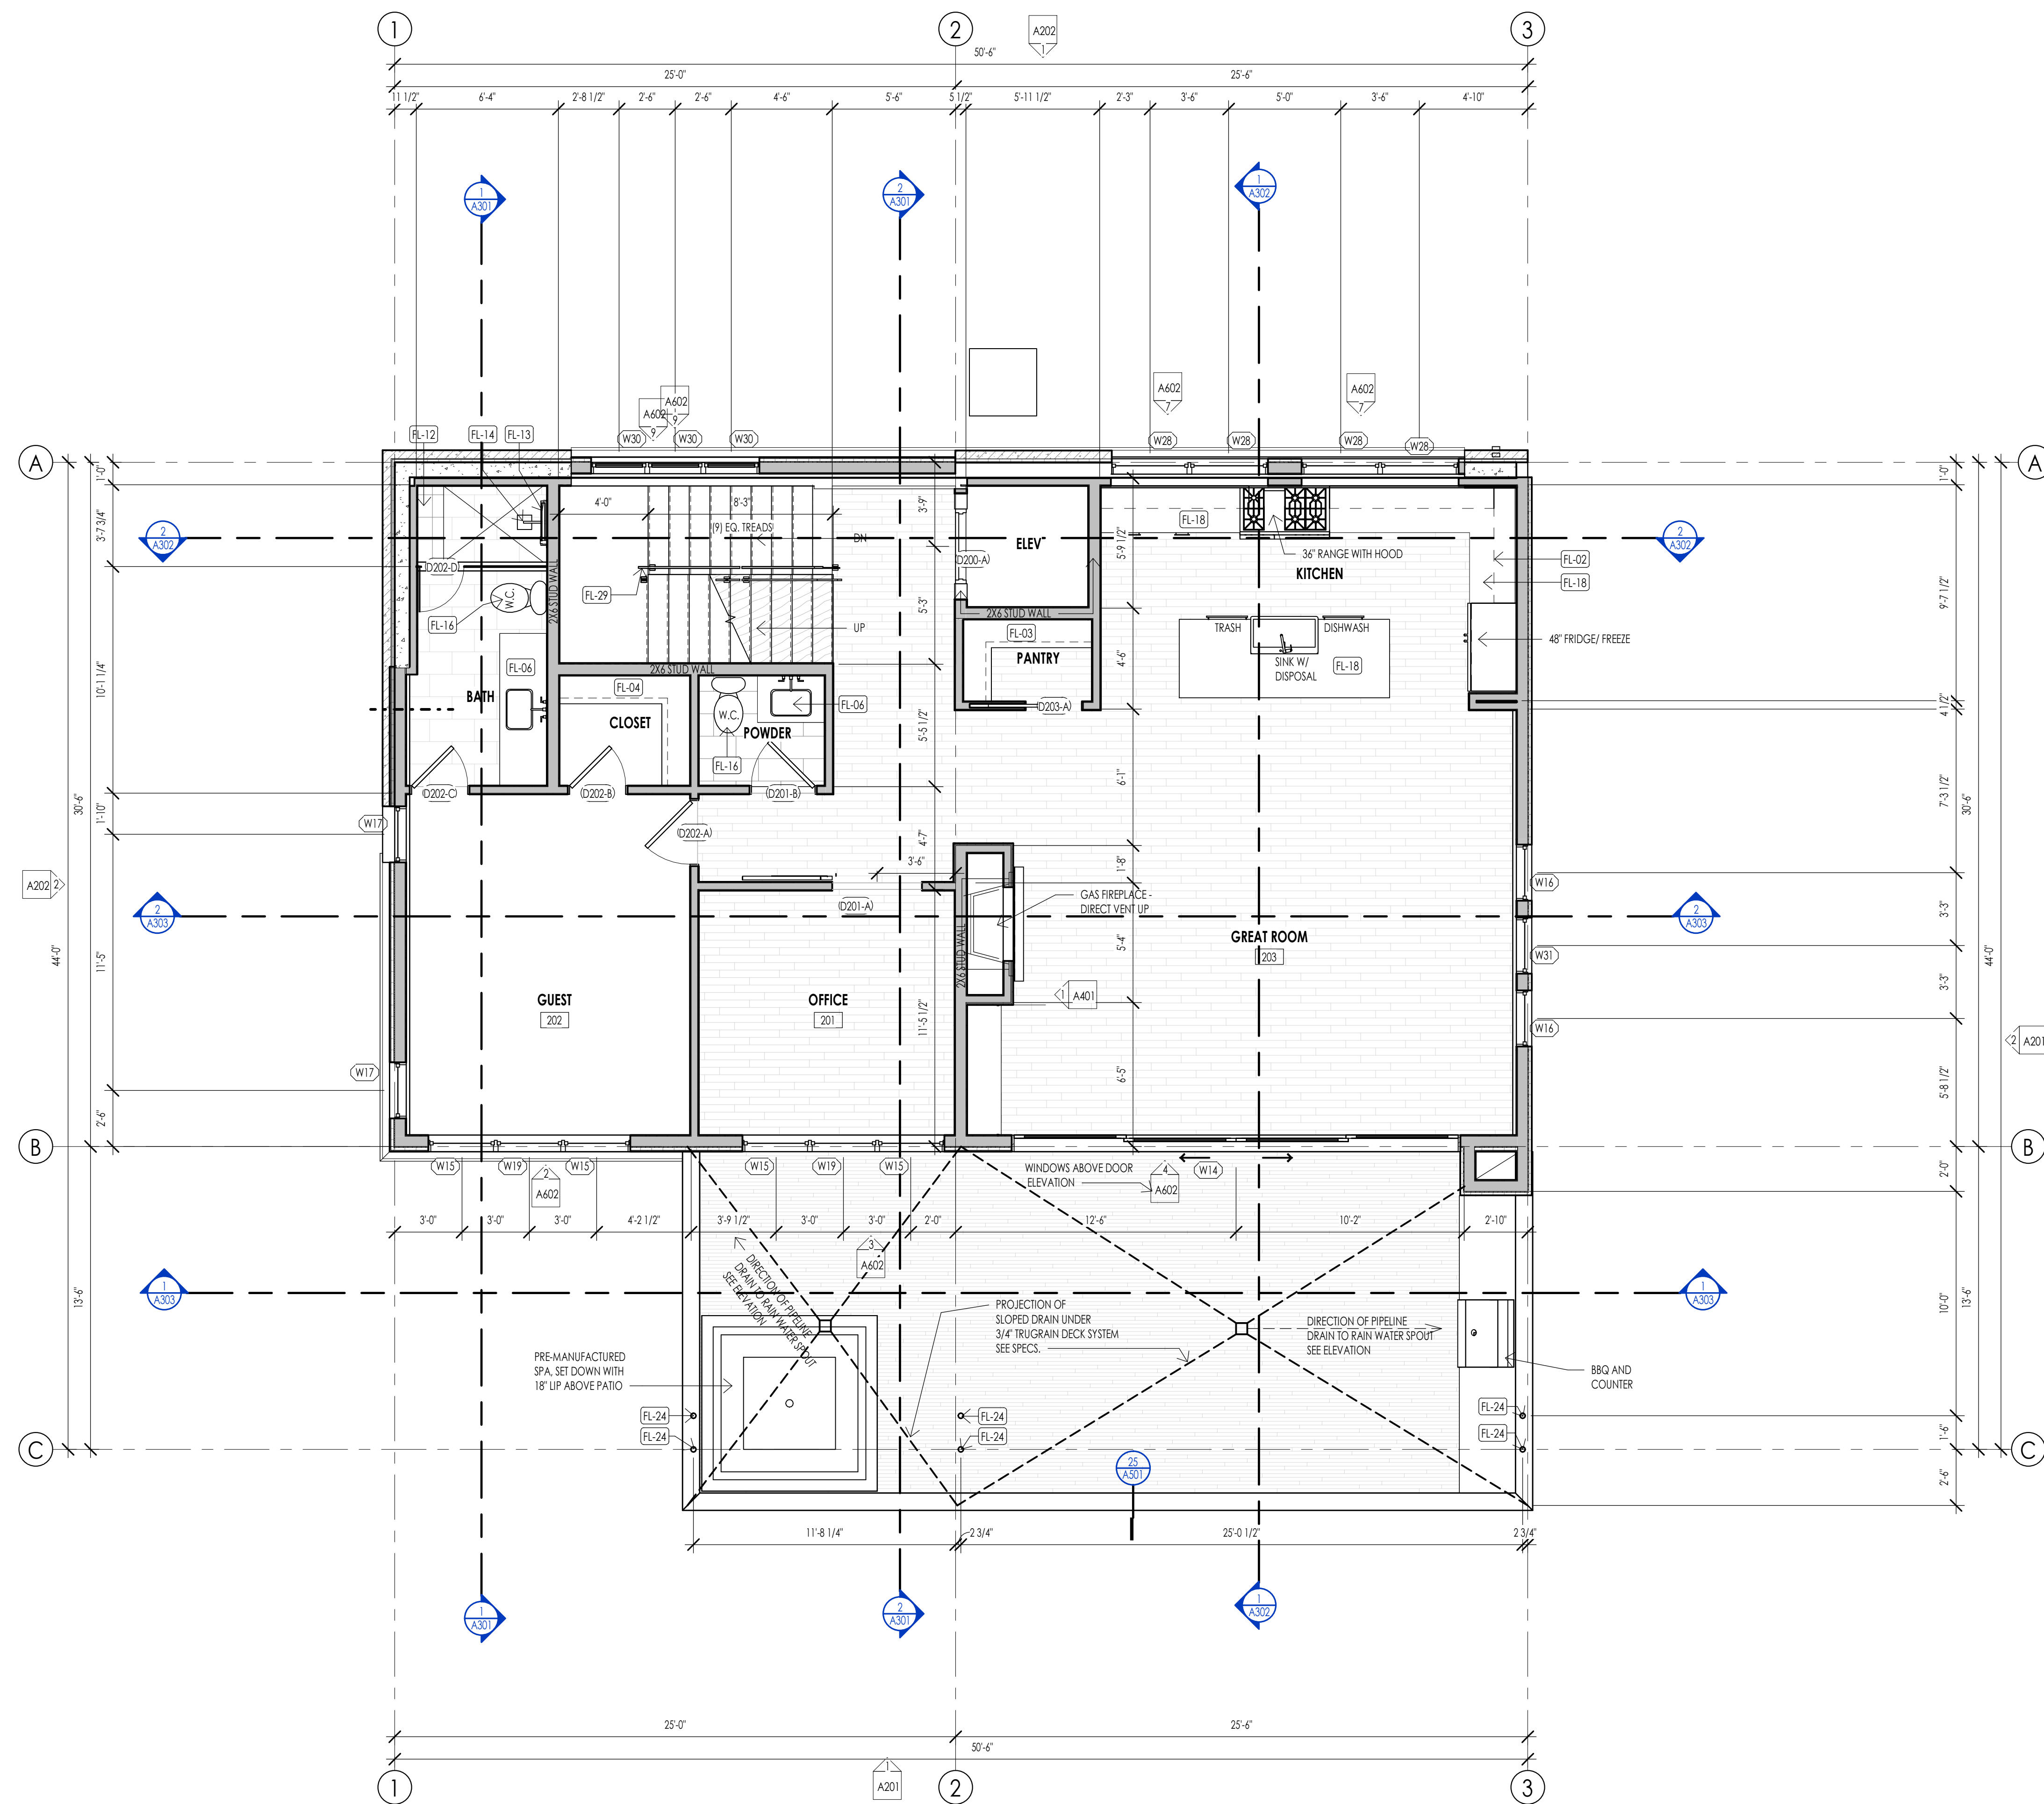 1
2
3
A202
1
50'-6"
25'-0"
25'-6"
11 1/2"
6'-4"
2'-8 1/2"
2'-6"
2'-6"
4'-6"
5'-6"
5 1/2"
5'-11 1/2"
2'-3"
3'-6"
5'-0"
3'-6"
4'-10"
1
A301
2
A301
1
A302
A602
9
A602
9
A602
7
A602
7
FL-12
FL-14
FL-13
W30
W30
W30
W28
W28
W28
W28
A
A
1'-0"
3'-7 3/4"
10'-1 1/4"
1'-10"
11'-5"
2'-6"
30'-6"
44'-0"
13'-6"
1'-0"
9'-7 1/2"
4 1/2"
7'-3 1/2"
3'-3"
3'-3"
5'-8 1/2"
2'-0"
10'-0"
1'-6"
2'-6"
30'-6"
13'-6"
44'-0"
2
A302
2
A302
4'-0"
8'-3"
(9) EQ. TREADS
DN
UP
3'-9"
5'-3"
5'-5 1/2"
4'-7"
11'-5 1/2"
D200-A
ELEV
5'-9 1/2"
4'-6"
6'-1"
1'-8"
5'-4"
6'-5"
FL-18
36" RANGE WITH HOOD
KITCHEN
FL-02
FL-18
D202-D
W.C.
FL-16
2X6 STUD WALL
FL-29
2X6 STUD WALL
FL-03
PANTRY
TRASH
DISHWASH
SINK W/
DISPOSAL
FL-18
48" FRIDGE/ FREEZE
FL-06
BATH
2X6 STUD WALL
FL-04
CLOSET
W.C.
FL-06
POWDER
FL-16
D203-A
D202-C
D202-B
D201-B
W17
D202-A
3'-6"
D201-A
GAS FIREPLACE -
DIRECT VENT UP
2X6 STUD WALL
GREAT ROOM
203
W16
W31
W16
A202
2
2
A303
2
A303
GUEST
202
OFFICE
201
1
A401
2
A201
W17
B
B
W15
W19
W15
2
A602
W15
W19
W15
WINDOWS ABOVE DOOR
ELEVATION
4
A602
W14
3'-0"
3'-0"
3'-0"
4'-2 1/2"
3'-9 1/2"
3'-0"
3'-0"
2'-0"
12'-6"
10'-2"
2'-10"
3
A602
DIRECTION OF PIPELINE
DRAIN TO RAIN WATER SPOUT
SEE ELEVATION
1
A303
1
A303
PROJECTION OF
SLOPED DRAIN UNDER
3/4" TRUGRAIN DECK SYSTEM
SEE SPECS.
DIRECTION OF PIPELINE
DRAIN TO RAIN WATER SPOUT
SEE ELEVATION
PRE-MANUFACTURED
SPA, SET DOWN WITH
18" LIP ABOVE PATIO
BBQ AND
COUNTER
FL-24
FL-24
FL-24
FL-24
FL-24
FL-24
C
C
25
A501
11'-8 1/4"
2 3/4"
25'-0 1/2"
2 3/4"
1
A301
2
A301
1
A302
25'-0"
25'-6"
50'-6"
1
A201
1
2
3